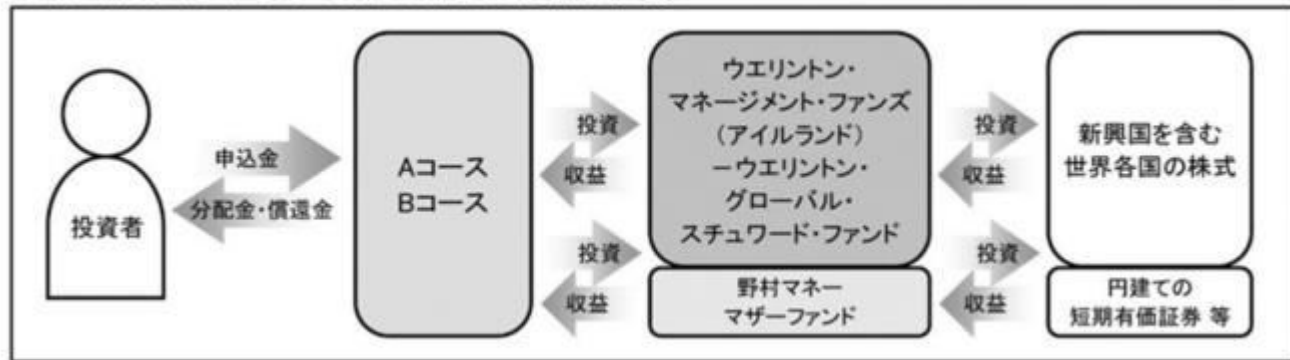 投資者
申込金
分配金・償還金
Aコース
Bコース
投資
収益
投資
収益
ウエリントン・
マネージメント・ファンズ
(アイルランド)
－ウエリントン・
グローバル・
スチュワード・ファンド
野村マネー
マザーファンド
投資
収益
投資
収益
新興国を含む
世界各国の株式
円建ての
短期有価証券 等